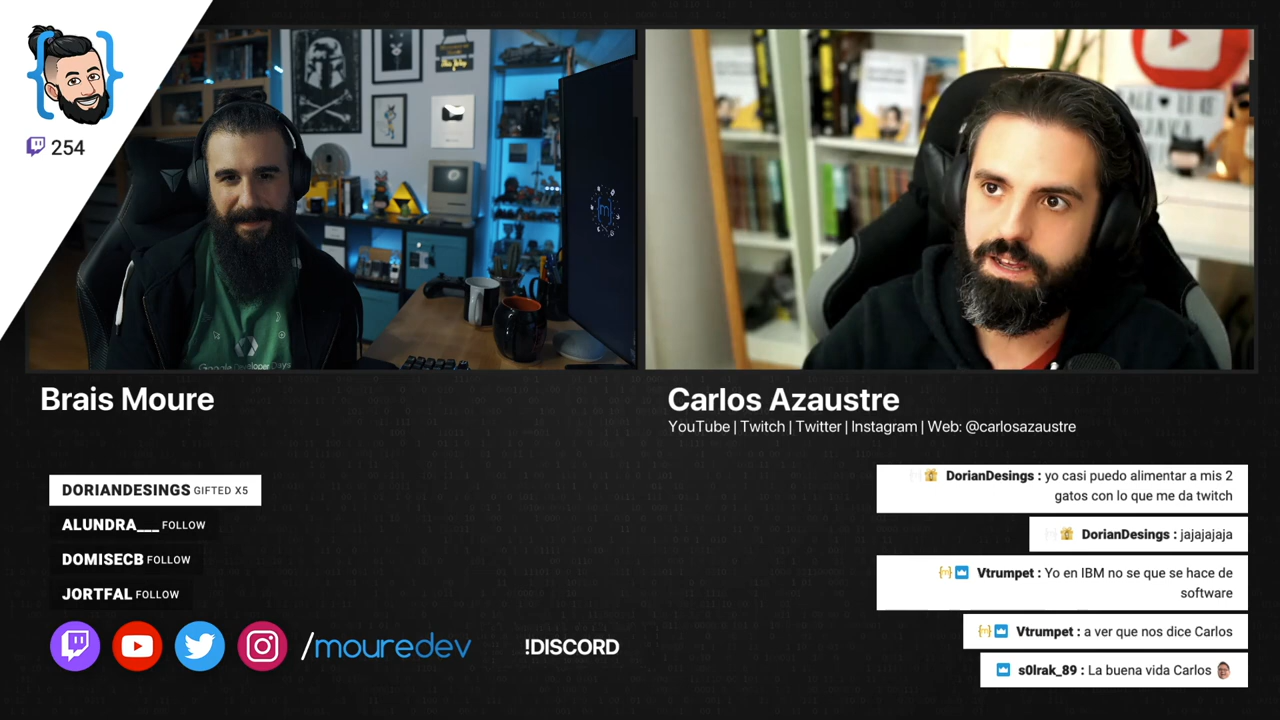 254
Brais Moure
Carlos Azaustre
YouTube | Twitch | Twitter | Instagram | Web: @carlosazaustre
DORIANDESINGS GIFTED X5
ALUNDRA___ FOLLOW
DOMISECB FOLLOW
JORTFAL FOLLOW
/mouredev
!DISCORD
DorianDesings : yo casi puedo alimentar a mis 2
gatos con lo que me da twitch
DorianDesings : jajajajaja
Vtrumpet : Yo en IBM no se que se hace de
software
Vtrumpet : a ver que nos dice Carlos
s0lrak_89 : La buena vida Carlos